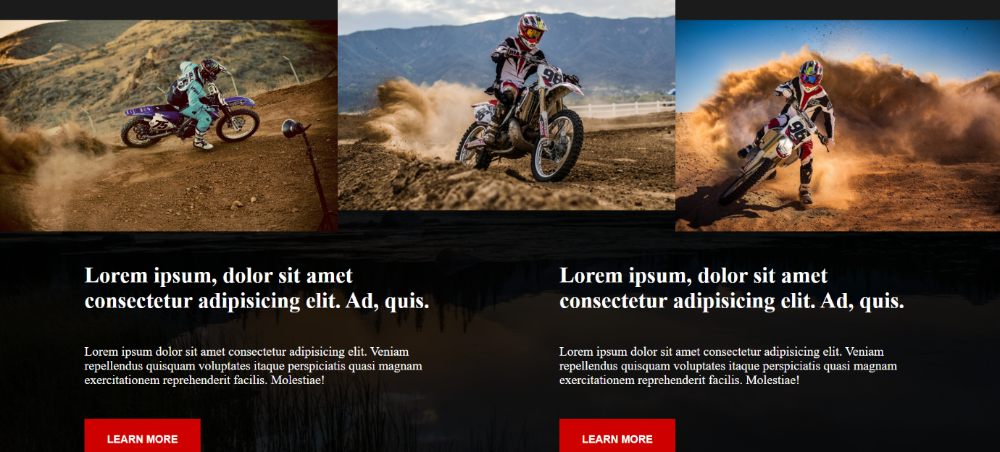 75
96
96
Lorem ipsum, dolor sit amet
consectetur adipisicing elit. Ad, quis.
Lorem ipsum dolor sit amet consectetur adipisicing elit. Veniam
repellendus quisquam voluptates itaque perspiciatis quasi magnam
exercitationem reprehenderit facilis. Molestiae!
LEARN MORE
Lorem ipsum, dolor sit amet
consectetur adipisicing elit. Ad, quis.
Lorem ipsum dolor sit amet consectetur adipisicing elit. Veniam
repellendus quisquam voluptates itaque perspiciatis quasi magnam
exercitationem reprehenderit facilis. Molestiae!
LEARN MORE